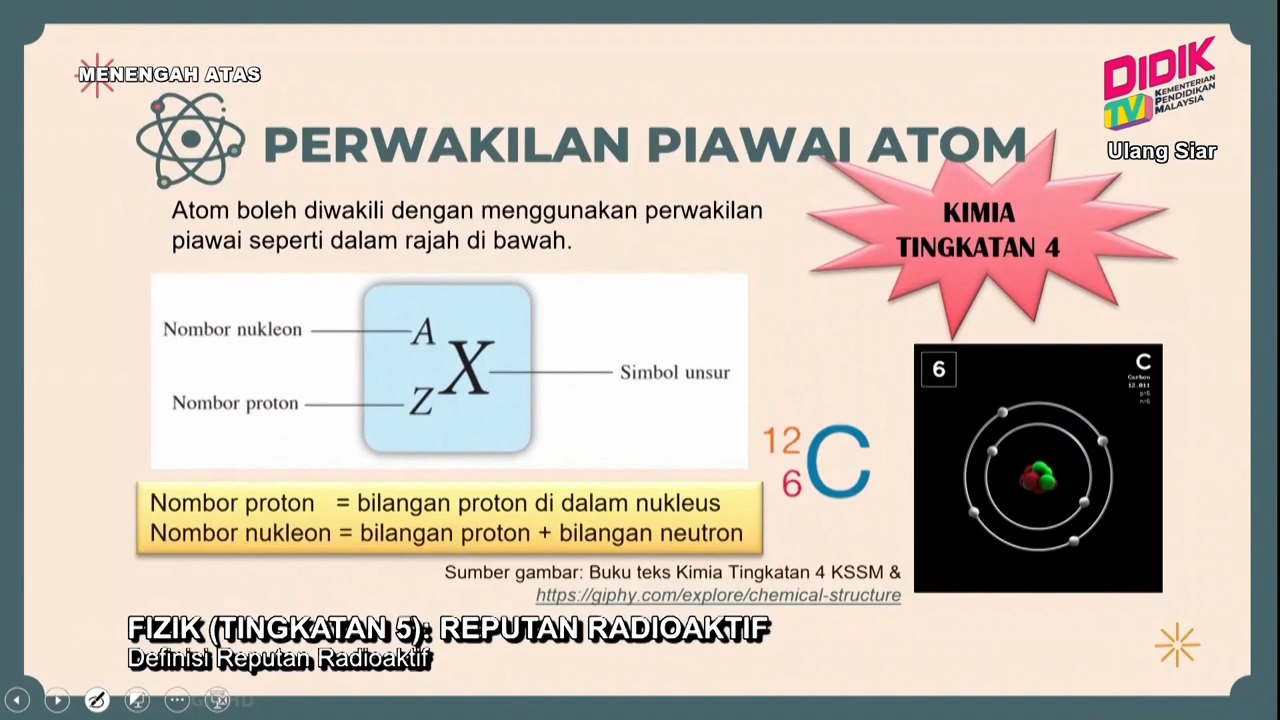 MENENGAH ATAS
DIDIK
TV
KEMENTERIAN
PENDIDIKAN
MALAYSIA
Ulang Siar
PERWAKILAN PIAWAI ATOM
Atom boleh diwakili dengan menggunakan perwakilan
piawai seperti dalam rajah di bawah.
KIMIA
TINGKATAN 4
Nombor nukleon
A
X
Simbol unsur
Nombor proton
Z
12
6
C
6
C
Carbon
12.011
p=6
n=6
Nombor proton = bilangan proton di dalam nukleus
Nombor nukleon = bilangan proton + bilangan neutron
Sumber gambar: Buku teks Kimia Tingkatan 4 KSSM &
https://giphy.com/explore/chemical-structure
FIZIK (TINGKATAN 5): REPUTAN RADIOAKTIF
Definisi Reputan Radioaktif